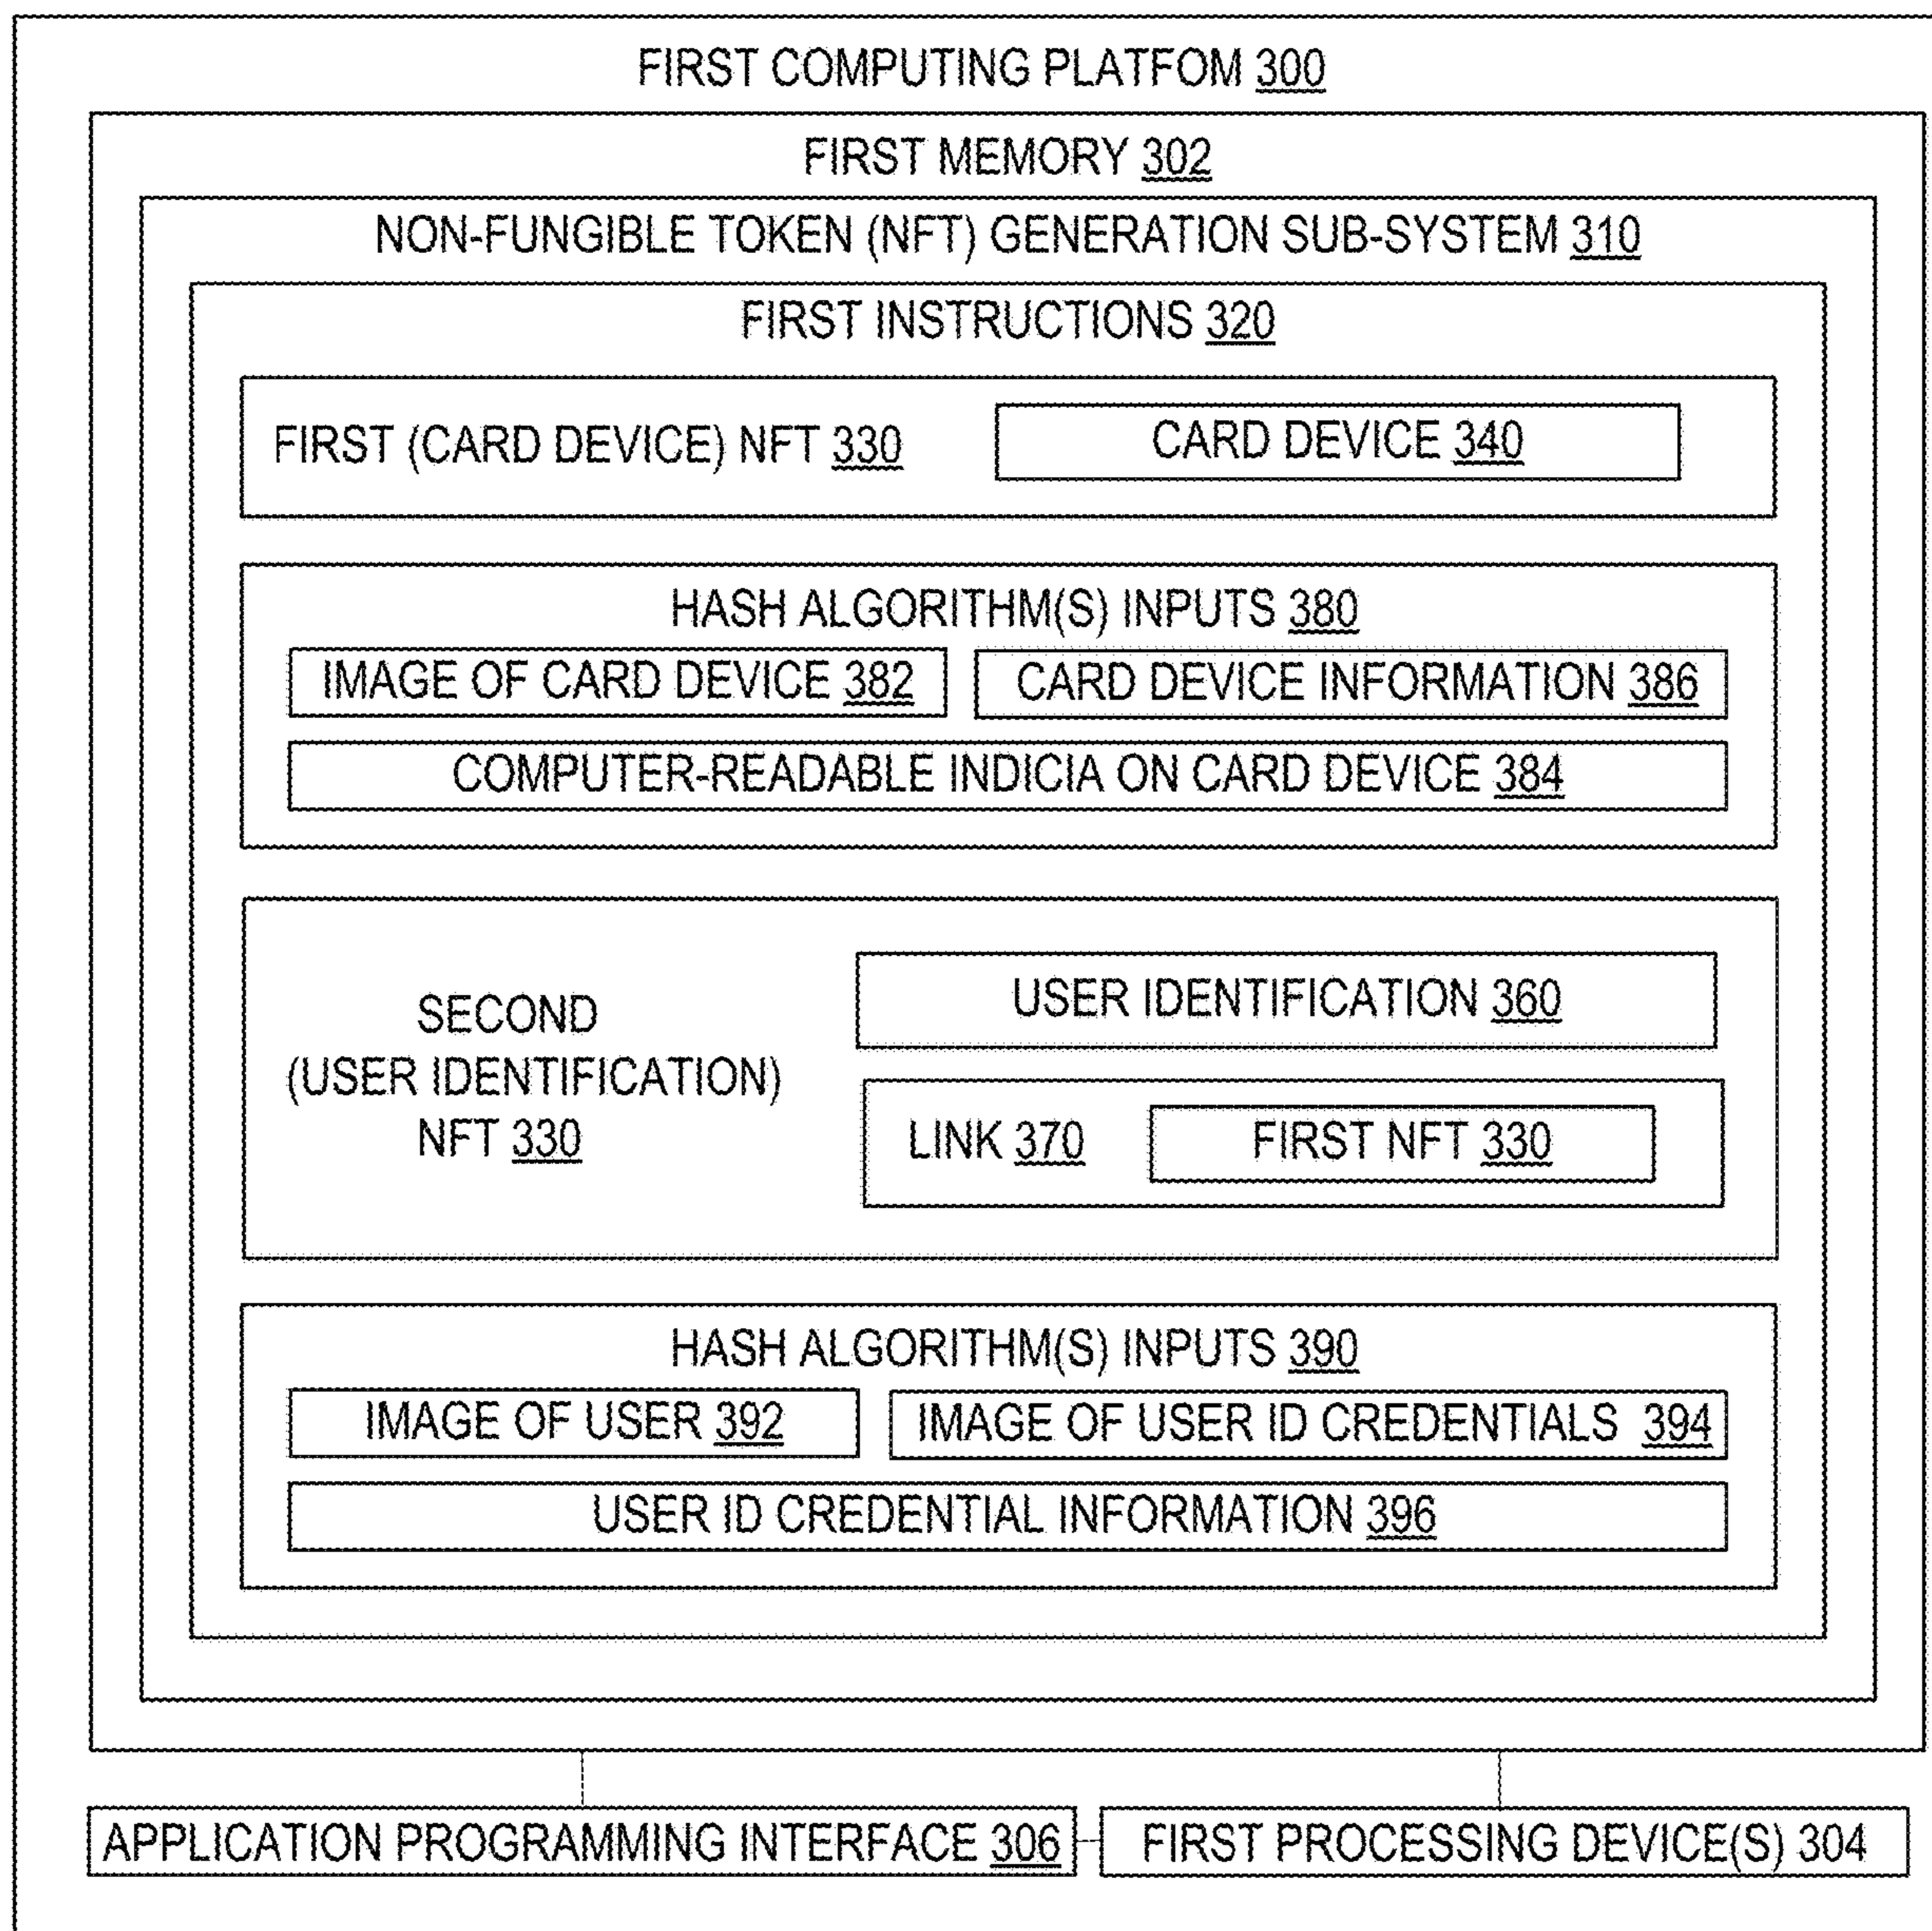 FIRST COMPUTING PLATFOM 300
FIRST MEMORY 302
NON-FUNGIBLE TOKEN (NFT) GENERATION SUB-SYSTEM 310
FIRST INSTRUCTIONS 320
FIRST (CARD DEVICE) NFT 330
CARD DEVICE 340
HASH ALGORITHM(S) INPUTS 380
IMAGE OF CARD DEVICE 382
CARD DEVICE INFORMATION 386
COMPUTER-READABLE INDICIA ON CARD DEVICE 384
SECOND
(USER IDENTIFICATION)
NFT 330
USER IDENTIFICATION 360
LINK 370
FIRST NFT 330
HASH ALGORITHM(S) INPUTS 390
IMAGE OF USER 392
IMAGE OF USER ID CREDENTIALS 394
USER ID CREDENTIAL INFORMATION 396
APPLICATION PROGRAMMING INTERFACE 306
FIRST PROCESSING DEVICE(S) 304